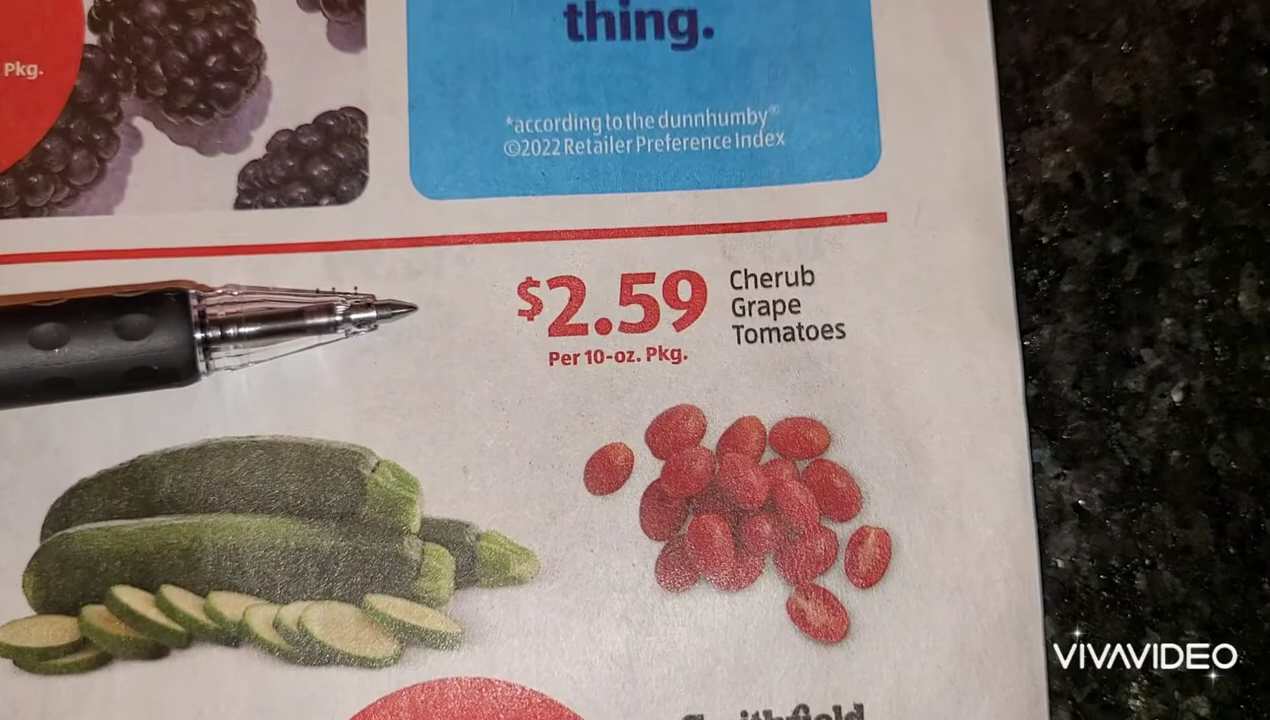 Pkg.
thing.
*according to the dunnhumby®
©2022 Retailer Preference Index
$2.59
Per 10-oz. Pkg.
Cherub
Grape
Tomatoes
Smithfield
VIVAVIDEO